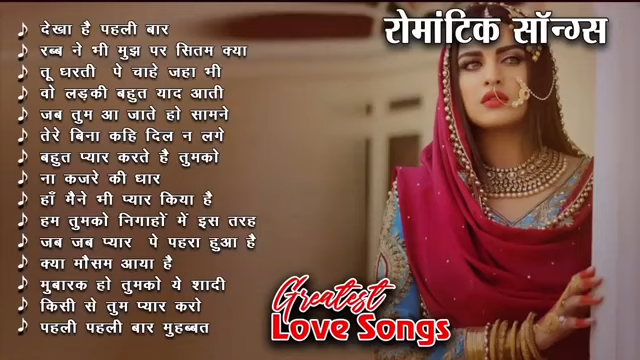 रोमांटिक सॉन्ग्स
देखा है पहली बार
रब्ब ने भी मुझ पर सितम क्या
तू धरती पे चाहे जहा भी
वो लड़की बहुत याद आती
जब तुम आ जाते हो सामने
तेरे बिना कहि दिल न लगे
बहुत प्यार करते है तुमको
ना कजरे की धार
हाँ मैने भी प्यार किया है
हम तुमको निगाहों में इस तरह
जब जब प्यार पे पहरा हुआ है
क्या मौसम आया है
मुबारक हो तुमको ये शादी
किसी से तुम प्यार करो
पहली पहली बार मुहब्बत
Greatest
Love Songs